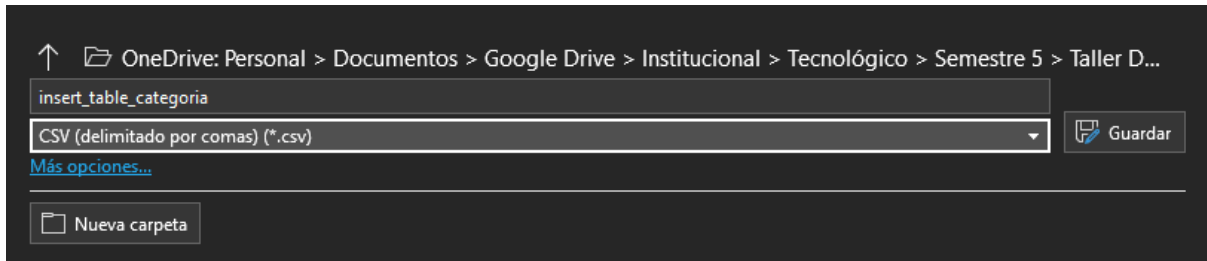 OneDrive: Personal > Documentos > Google Drive > Institucional > Tecnológico > Semestre 5 > Taller D...
insert_table_categoria
CSV (delimitado por comas) (*.csv)
Guardar
Más opciones...
Nueva carpeta